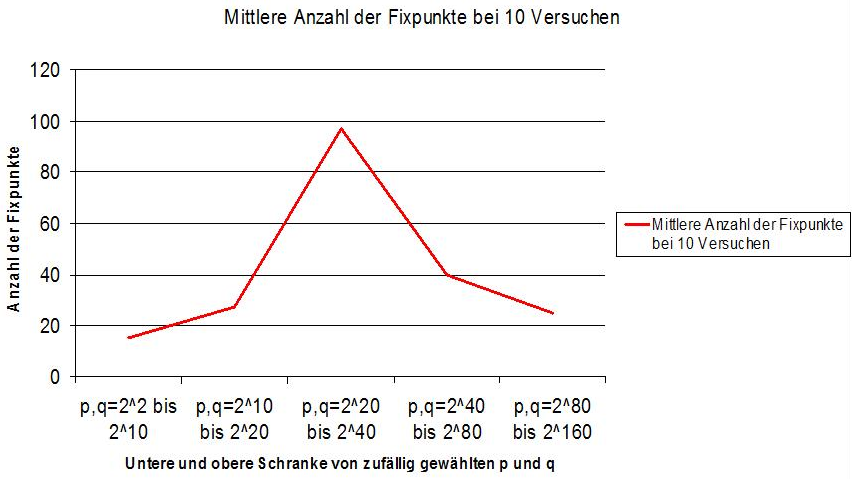 Mittlere Anzahl der Fixpunkte bei 10 Versuchen
120
100
80
60
40
20
0
Anzahl der Fixpunkte
p,q=2^2 bis
2^10
p,q=2^10
bis 2^20
p,q=2^20
bis 2^40
p,q=2^40
bis 2^80
p,q=2^80
bis 2^160
Untere und obere Schranke von zufällig gewählten p und q
Mittlere Anzahl der Fixpunkte
bei 10 Versuchen